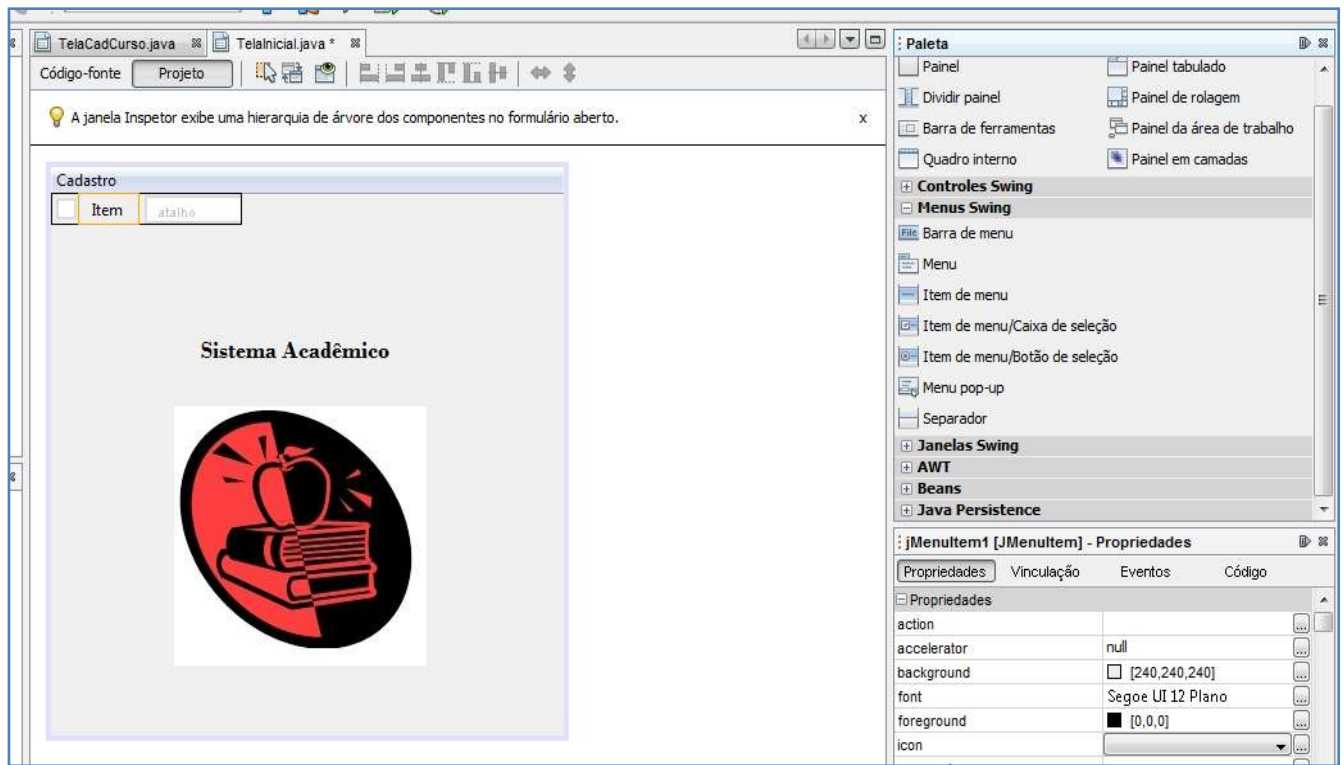 TelaCadCurso.java
TelaInicial.java *
Código-fonte
Projeto
A janela Inspetor exibe uma hierarquia de árvore dos componentes no formulário aberto.
x
Cadastro
Item
atalho
Sistema Acadêmico
Paleta
Painel
Painel tabulado
Dividir painel
Painel de rolagem
Barra de ferramentas
Painel da área de trabalho
Quadro interno
Painel em camadas
Controles Swing
Menus Swing
File
Barra de menu
Menu
Item de menu
Item de menu/Caixa de seleção
Item de menu/Botão de seleção
Menu pop-up
Separador
Janelas Swing
AWT
Beans
Java Persistence
jMenuItem1 [JMenuItem] - Propriedades
Propriedades
Vinculação
Eventos
Código
Propriedades
action
...
accelerator
null
...
background
[240,240,240]
...
font
Segoe UI 12 Plano
...
foreground
[0,0,0]
...
icon
...